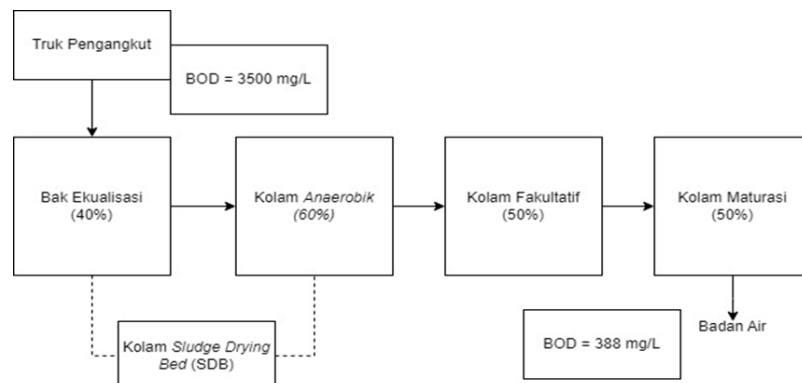 Truk Pengangkut
BOD = 3500 mg/L
Bak Ekualisasi
(40%)
Kolam Anaerobik
(60%)
Kolam Fakultatif
(50%)
Kolam Maturasi
(50%)
Kolam Sludge Drying
Bed (SDB)
BOD = 388 mg/L
Badan Air